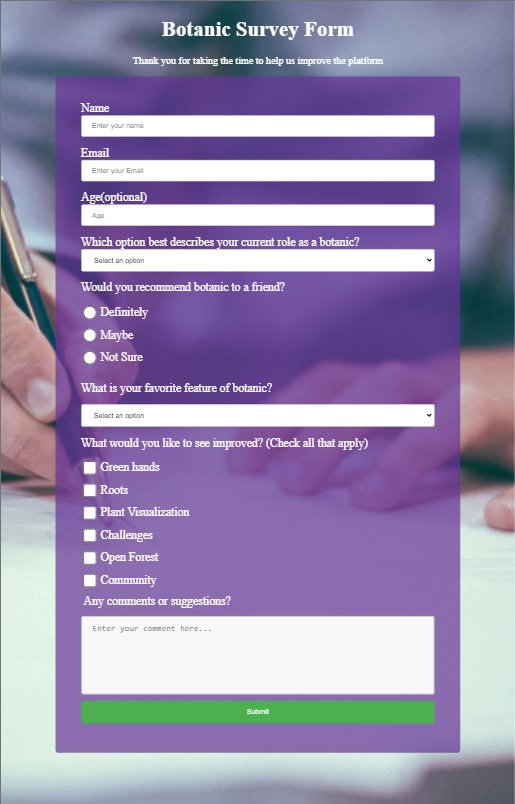 Botanic Survey Form
Thank you for taking the time to help us improve the platform
Name
Enter your name
Email
Enter your Email
Age(optional)
Age
Which option best describes your current role as a botanic?
Select an option
Would you recommend botanic to a friend?
Definitely
Maybe
Not Sure
What is your favorite feature of botanic?
Select an option
What would you like to see improved? (Check all that apply)
Green hands
Roots
Plant Visualization
Challenges
Open Forest
Community
Any comments or suggestions?
Enter your comment here...
Submit